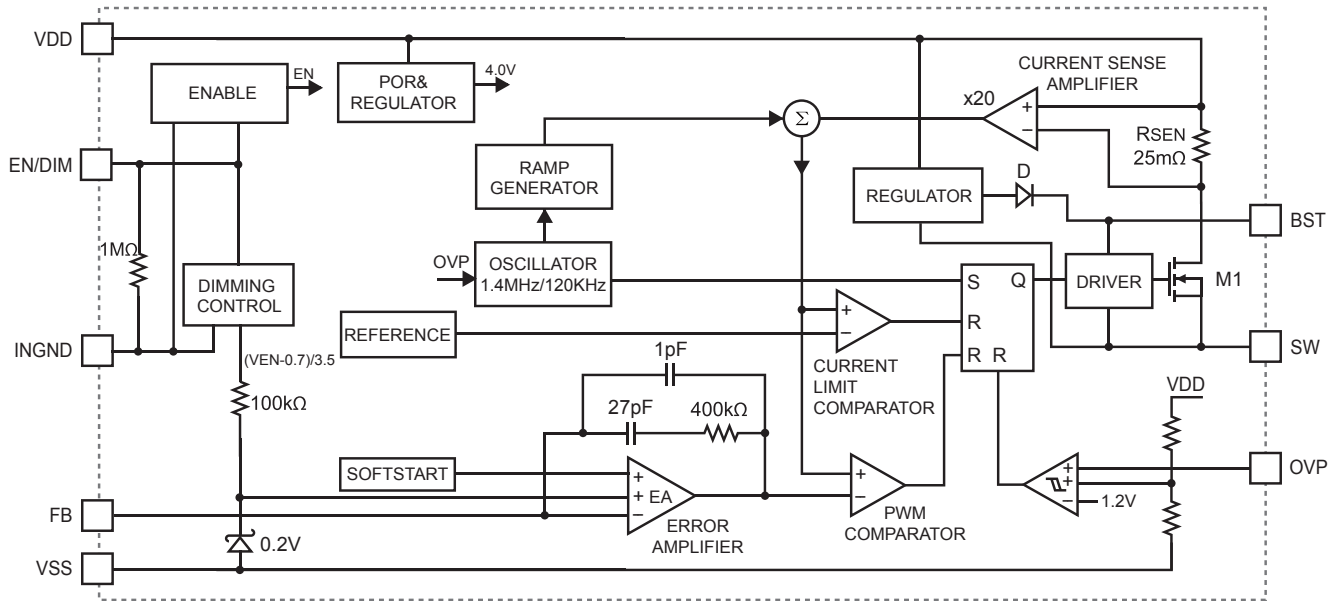 VDD
ENABLE
EN
POR&
REGULATOR
4.0V
CURRENT SENSE
AMPLIFIER
x20
+
−
Σ
RSEN
25mΩ
EN/DIM
RAMP
GENERATOR
REGULATOR
D
BST
1MΩ
DIMMING
CONTROL
OVP
OSCILLATOR
1.4MHz/120KHz
S
Q
R
R
R
DRIVER
M1
INGND
REFERENCE
+
−
CURRENT
LIMIT
COMPARATOR
SW
(VEN-0.7)/3.5
100kΩ
1pF
27pF
400kΩ
VDD
SOFTSTART
+
+
−
EA
ERROR
AMPLIFIER
+
−
PWM
COMPARATOR
+
+
−
1.2V
OVP
FB
0.2V
VSS